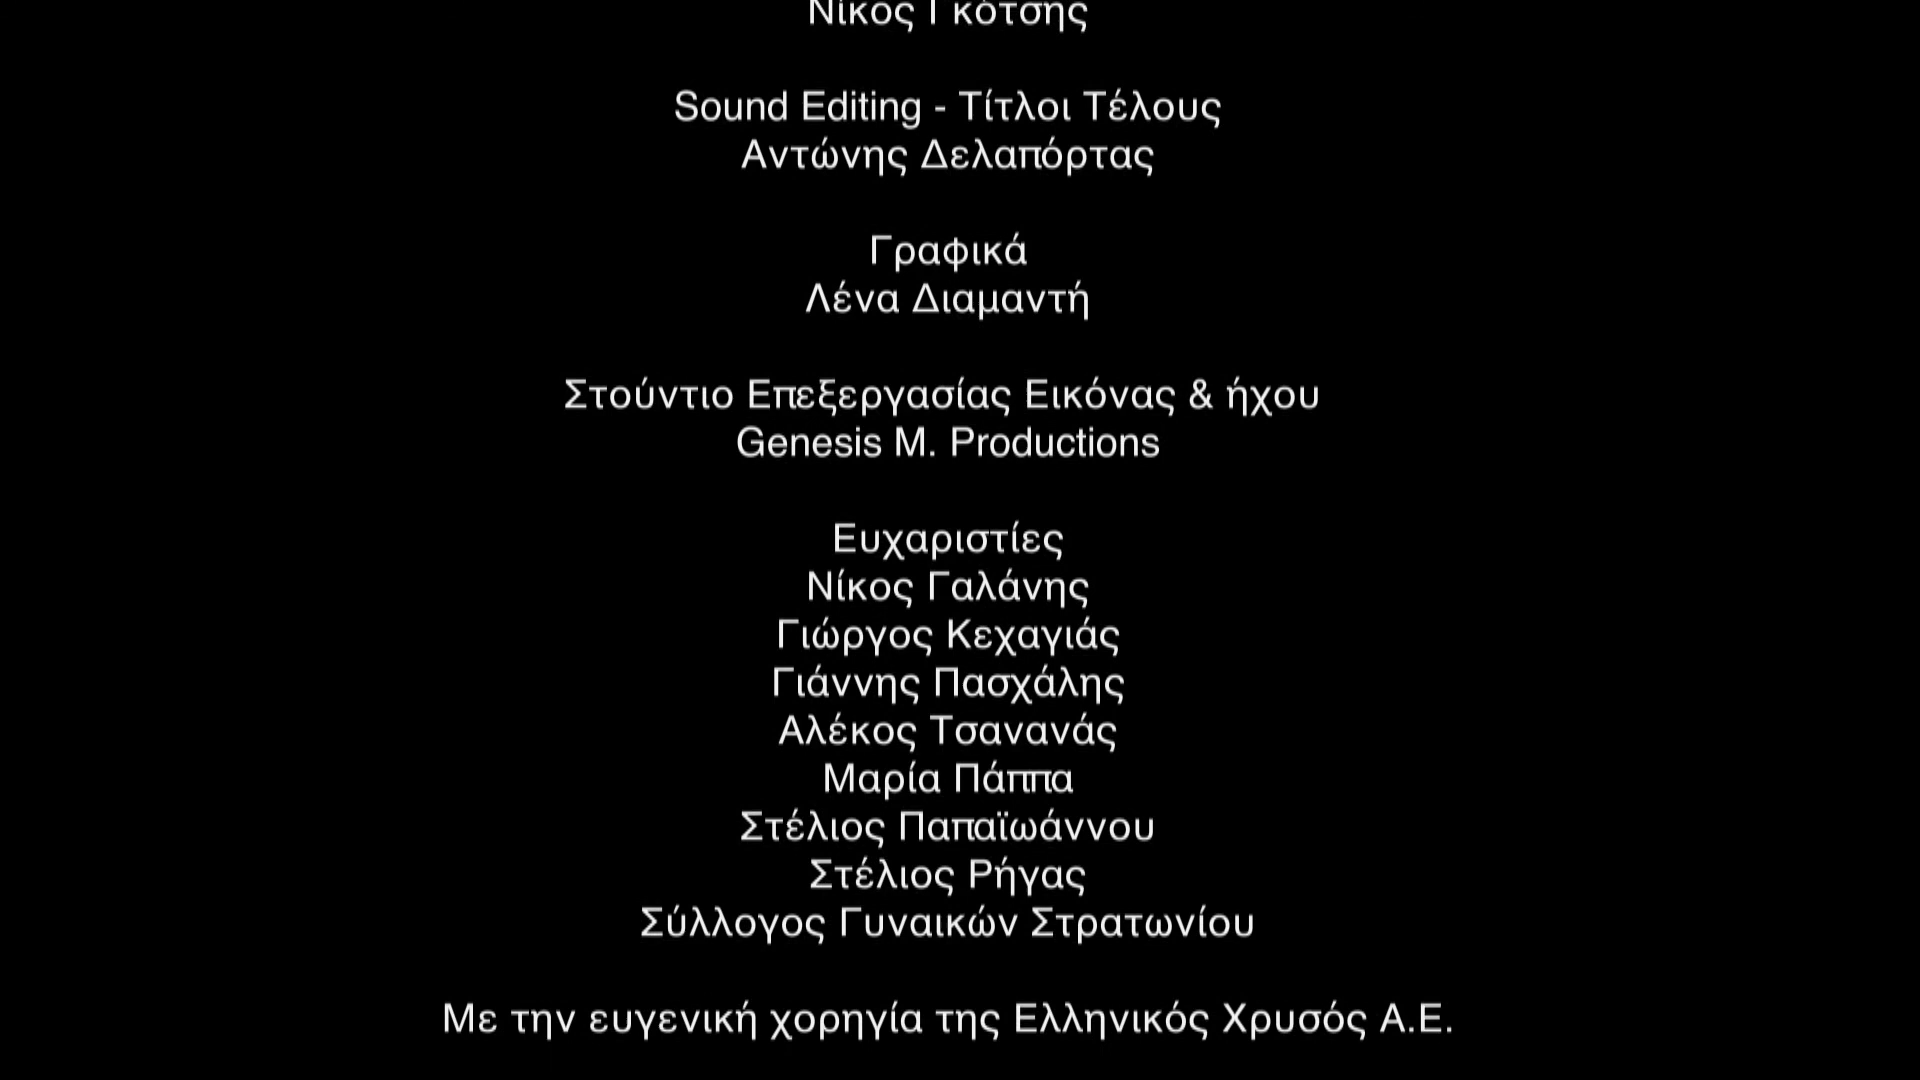 Νίκος Γκότσης
Sound Editing - Τίτλοι Τέλους
Αντώνης Δελαπόρτας
Γραφικά
Λένα Διαμαντή
Στούντιο Επεξεργασίας Εικόνας & ήχου
Genesis M. Productions
Ευχαριστίες
Νίκος Γαλάνης
Γιώργος Κεχαγιάς
Γιάννης Πασχάλης
Αλέκος Τσανανάς
Μαρία Πάππα
Στέλιος Παπαϊωάννου
Στέλιος Ρήγας
Σύλλογος Γυναικών Στρατωνίου
Με την ευγενική χορηγία της Ελληνικός Χρυσός Α.Ε.